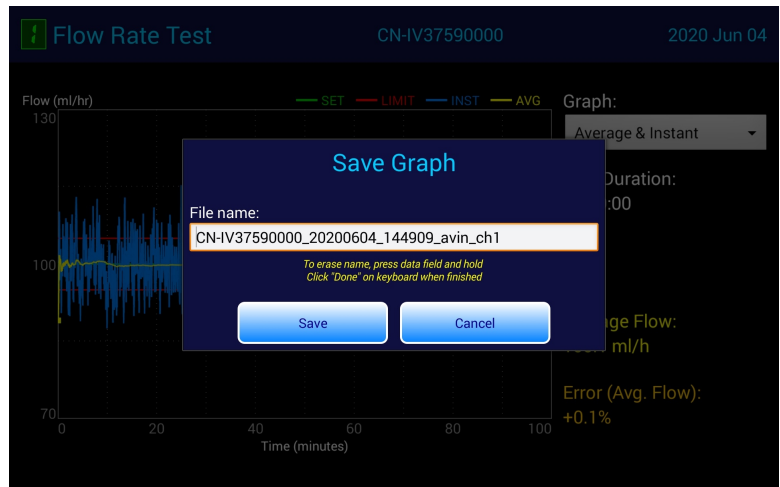 1 Flow Rate Test
CN-IV37590000
2020 Jun 04
Flow (ml/hr)
SET LIMIT INST AVG
Graph:
Average & Instant
130
100
70
0 20 40 60 80 100
Time (minutes)
Save Graph
File name:
CN-IV37590000_20200604_144909_avin_ch1
To erase name, press data field and hold
Click "Done" on keyboard when finished
Save
Cancel
Duration:
:00
ge Flow:
ml/h
Error (Avg. Flow):
+0.1%